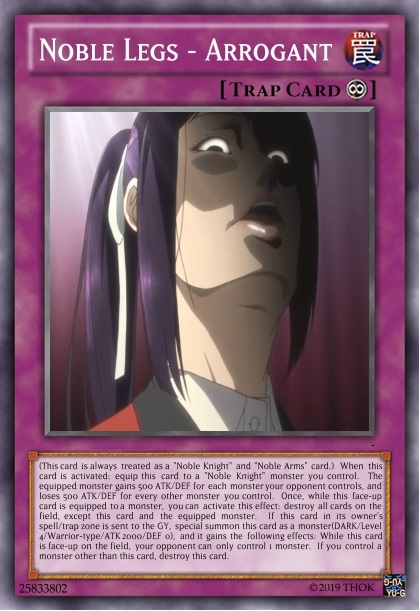 NOBLE LEGS - ARROGANT
TRAP
罠
[TRAP CARD ]
-
(This card is always treated as a "Noble Knight" and "Noble Arms" card.) When this
card is activated: equip this card to a "Noble Knight" monster you control. The
equipped monster gains 500 ATK/DEF for each monster your opponent controls, and
loses 500 ATK/DEF for every other monster you control. Once, while this face-up
card is equipped to a monster, you can activate this effect: destroy all cards on the
field, except this card and the equipped monster. If this card in its owner's
spell/trap zone is sent to the GY, special summon this card as a monster(DARK/Level
4/Warrior-type/ATK 2000/DEF 0), and it gains the following effects: While this card
is face-up on the field, your opponent can only control 1 monster. If you control a
monster other than this card, destroy this card.
25833802
©2019 THOK
YU-G